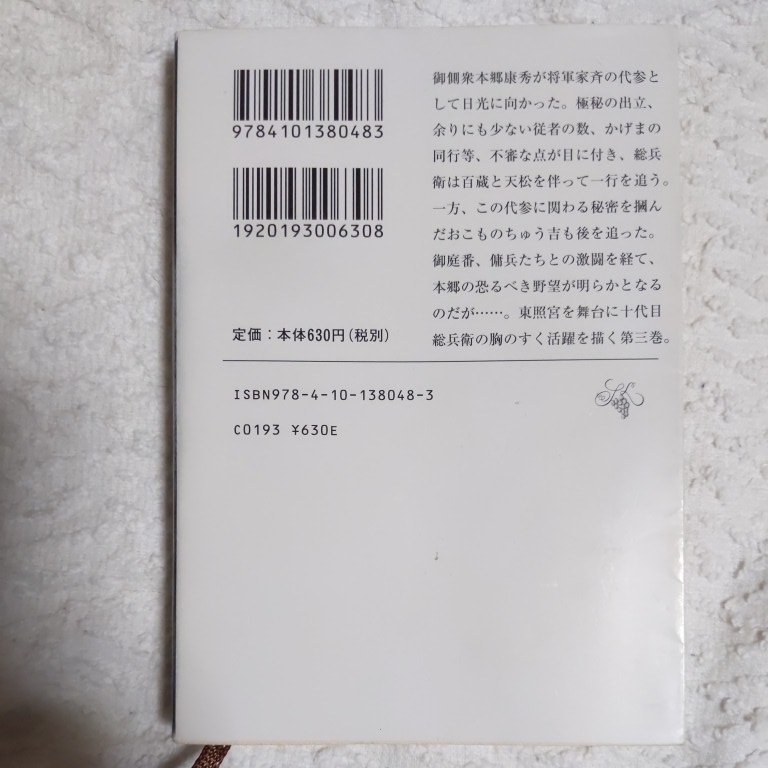 9784101380483
1920193006308
定価：本体630円（税別）
御側衆本郷康秀が将軍家斉の代参と
して日光に向かった。極秘の出立、
余りにも少ない従者の数、かげまの
同行等、不審な点が目に付き、総兵
衛は百蔵と天松を伴って一行を追う。
一方、この代参に関わる秘密を摑ん
だおこものちゅう吉も後を追った。
御庭番、傭兵たちとの激闘を経て、
本郷の恐るべき野望が明らかとなる
のだが……。東照宮を舞台に十代目
総兵衛の胸のすく活躍を描く第三巻。
ISBN978-4-10-138048-3
C0193 ¥630E